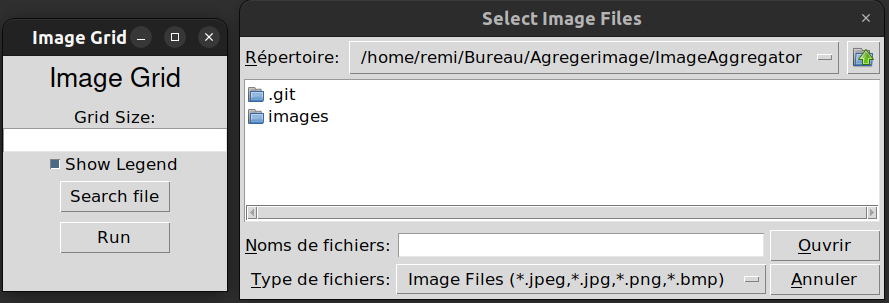 Image Grid
Image Grid
Grid Size:
Show Legend
Search file
Run
Select Image Files
Répertoire: /home/remi/Bureau/Agregerimage/ImageAggregator
.git
images
Noms de fichiers: Ouvrir
Type de fichiers: Image Files (*.jpeg,*.jpg,*.png,*.bmp) Annuler